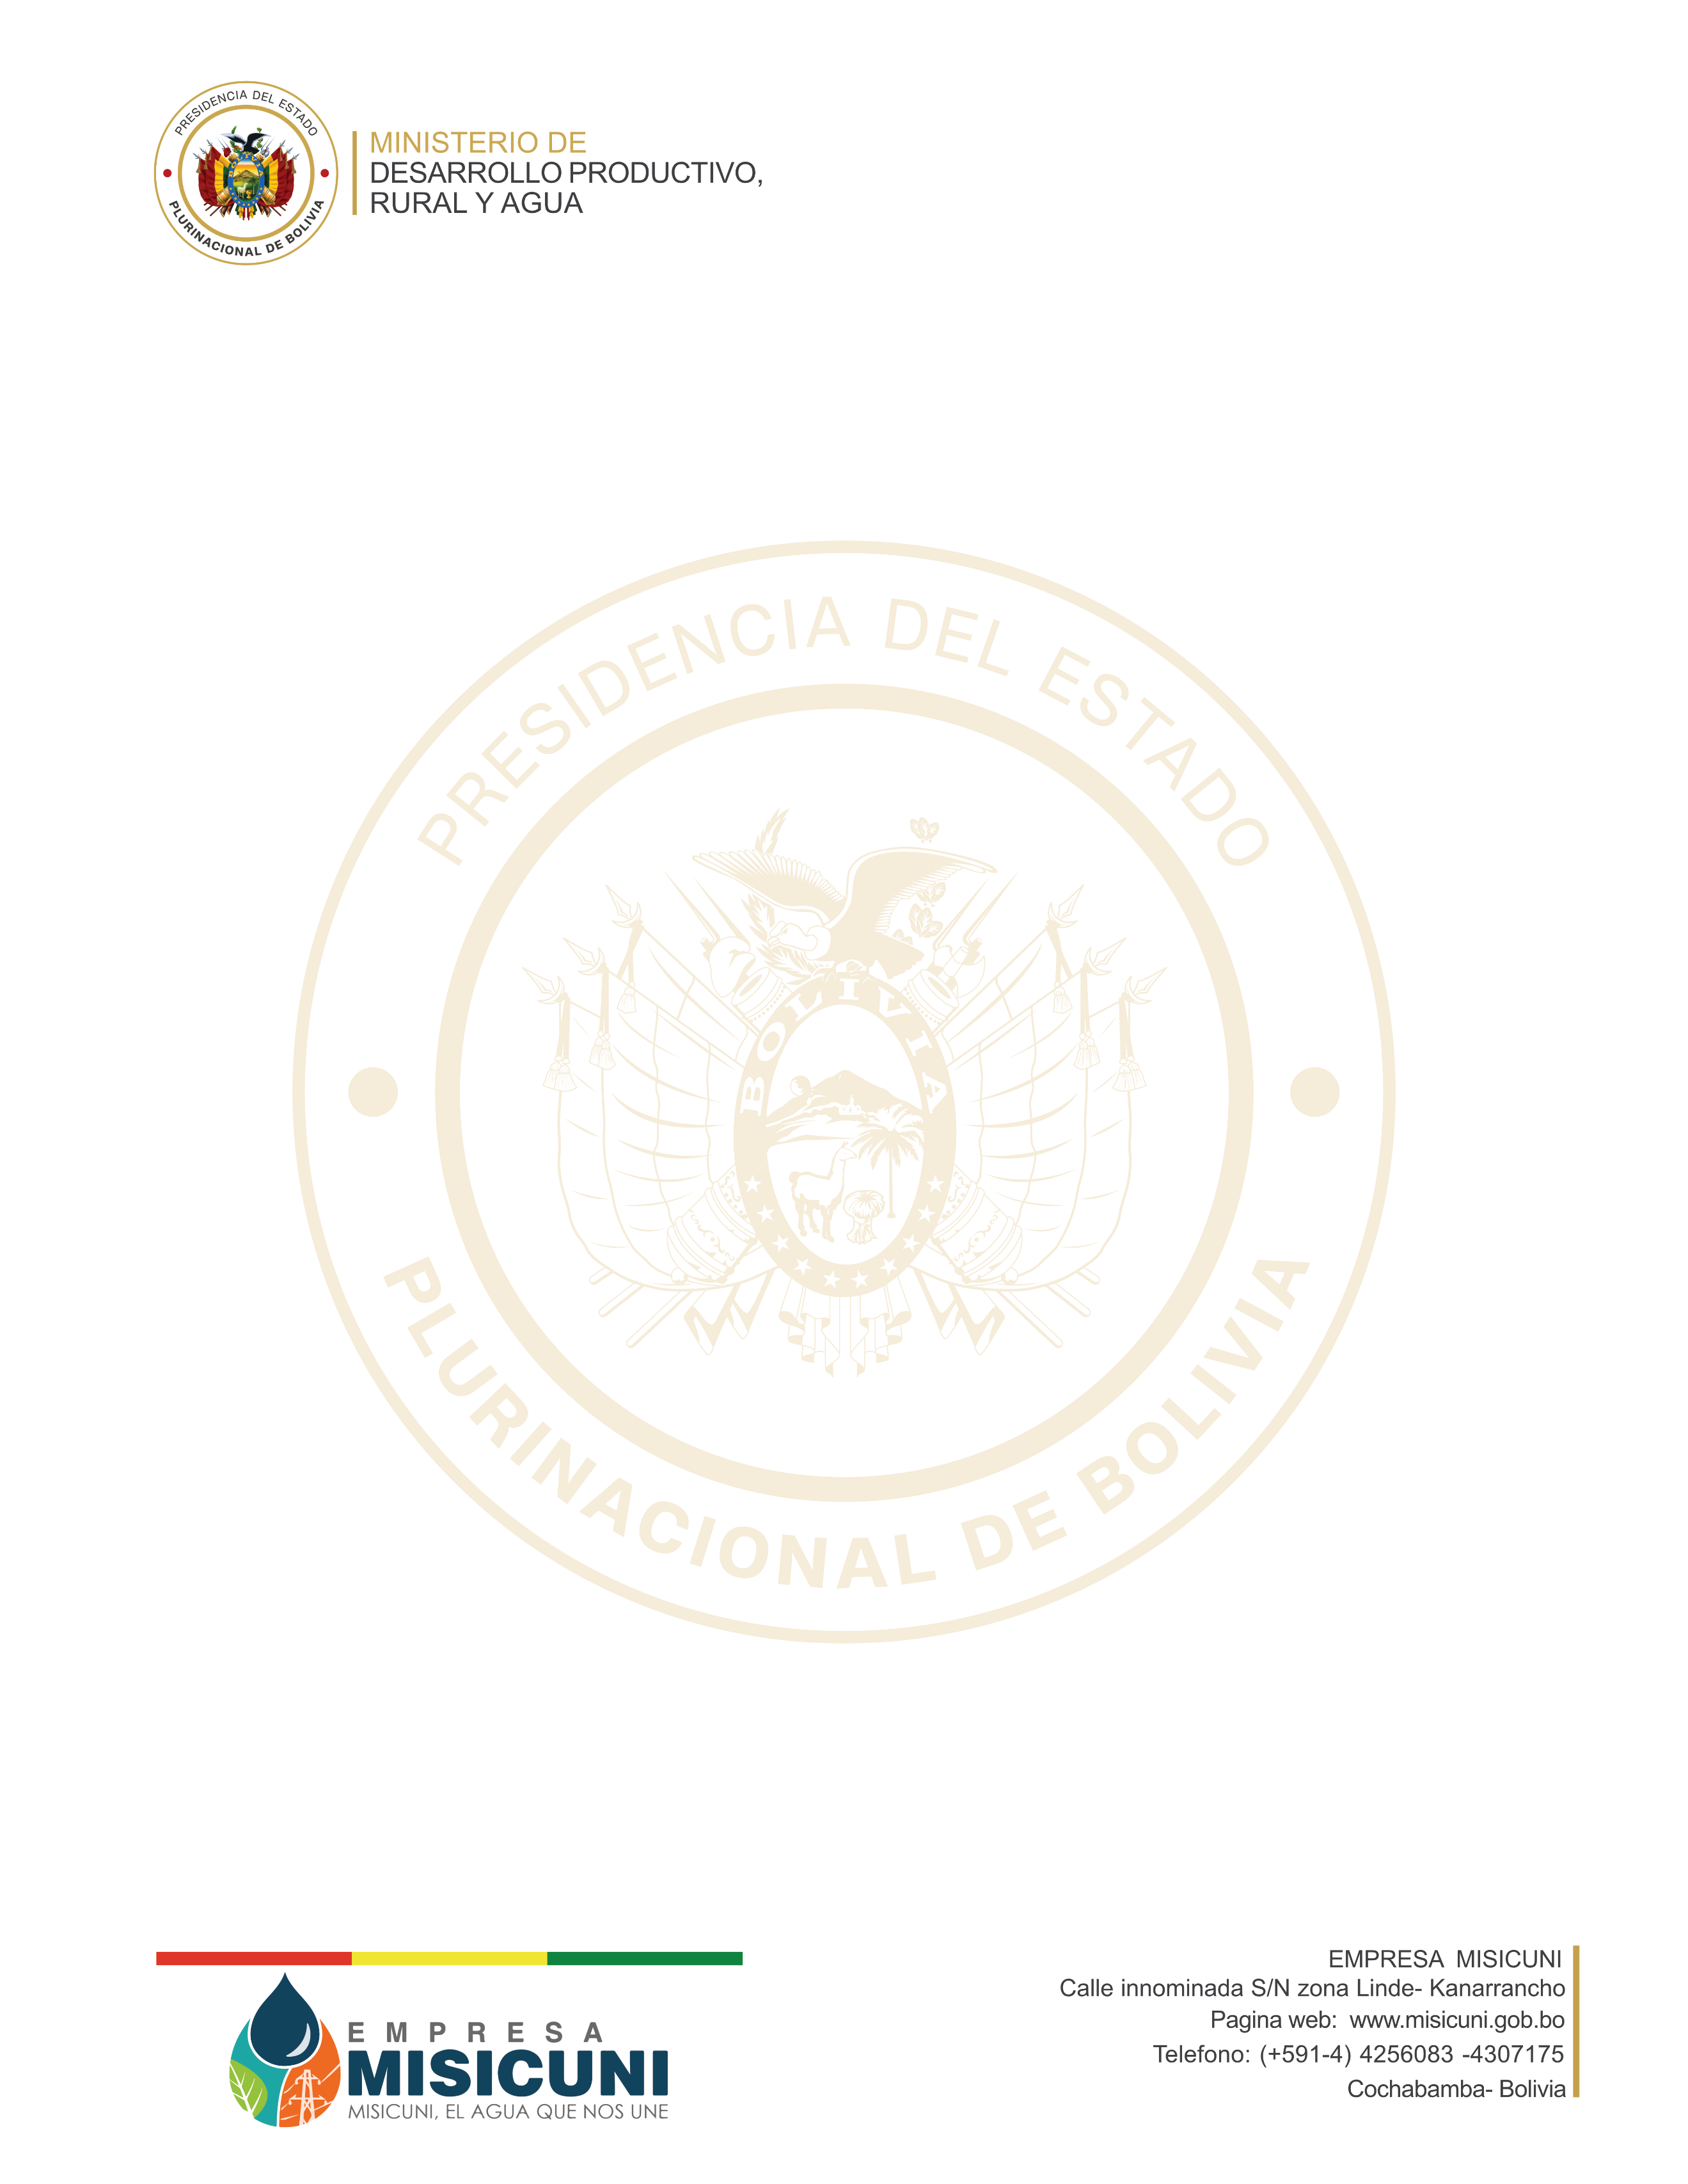 PRESIDENCIA DEL ESTADO
PLURINACIONAL DE BOLIVIA
MINISTERIO DE
DESARROLLO PRODUCTIVO,
RURAL Y AGUA
PRESIDENCIA DEL ESTADO
BOLIVIA
PLURINACIONAL DE BOLIVIA
EMPRESA
MISICUNI
MISICUNI, EL AGUA QUE NOS UNE
EMPRESA MISICUNI
Calle innominada S/N zona Linde- Kanarrancho
Pagina web: www.misicuni.gob.bo
Telefono: (+591-4) 4256083 -4307175
Cochabamba- Bolivia